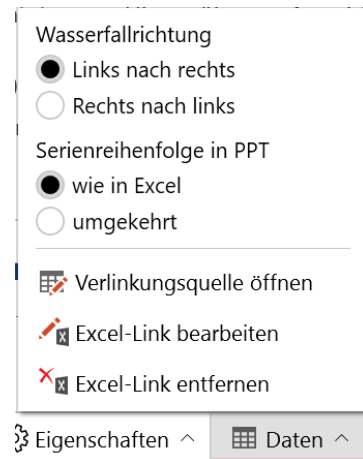 Wasserfallrichtung
Links nach rechts
Rechts nach links
Serienreihenfolge in PPT
wie in Excel
umgekehrt
Verlinkungsquelle öffnen
Excel-Link bearbeiten
Excel-Link entfernen
Eigenschaften Daten